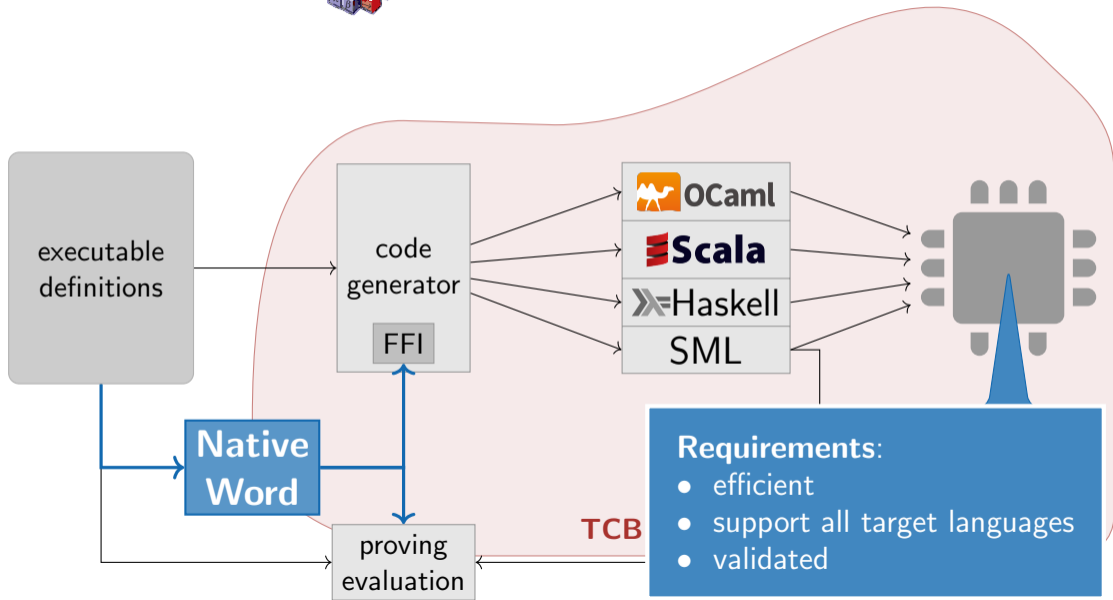 executable
definitions
code
generator
FFI
OCaml
Scala
Haskell
SML
Native
Word
TCB
proving
evaluation
Requirements:
● efficient
● support all target languages
● validated